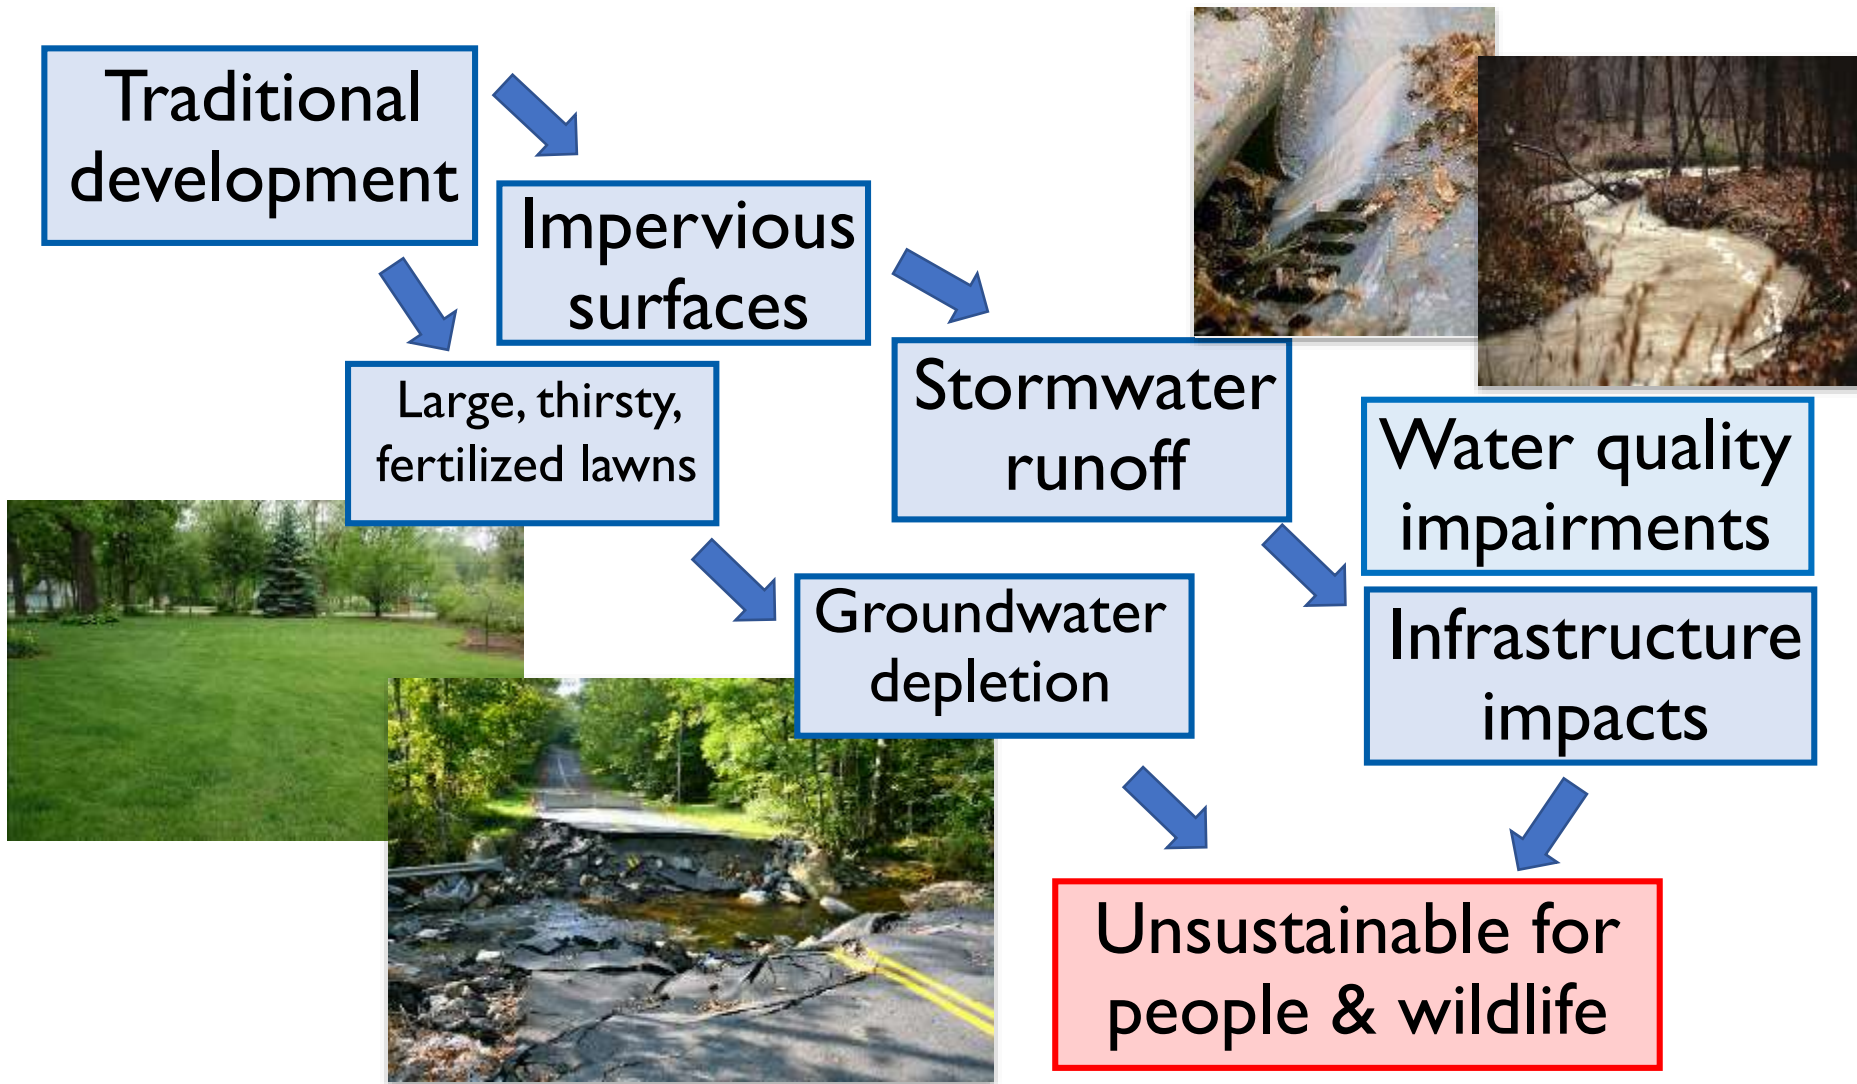 Traditional
development
Impervious
surfaces
Large, thirsty,
fertilized lawns
Stormwater
runoff
Water quality
impairments
Groundwater
depletion
Infrastructure
impacts
Unsustainable for
people & wildlife